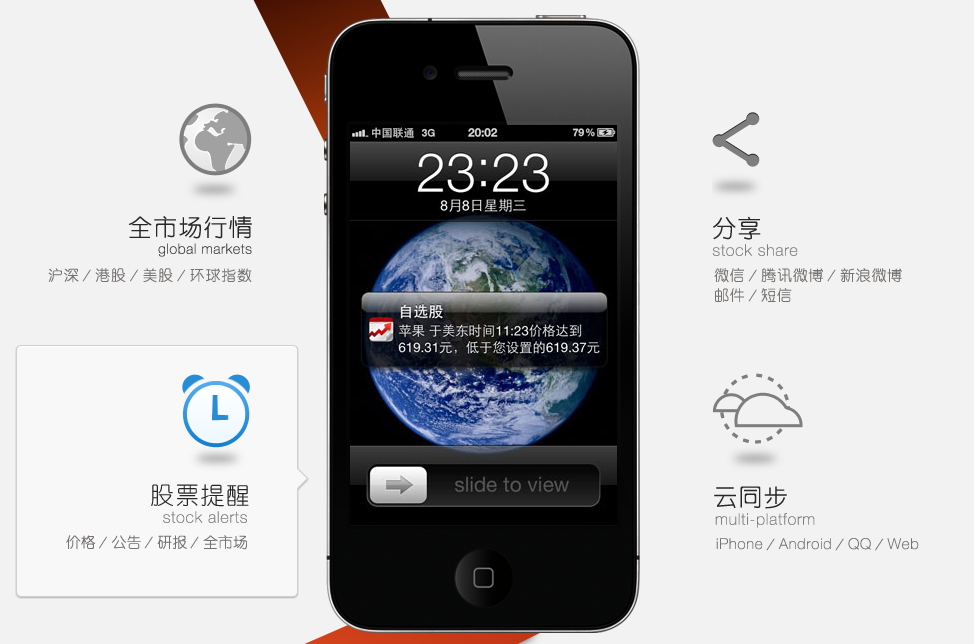 全市场行情
global markets
沪深 / 港股 / 美股 / 环球指数
股票提醒
stock alerts
价格 / 公告 / 研报 / 全市场
中国联通 3G 20:02 79%
23:23
8月8日星期三
自选股
苹果 于美东时间11:23价格达到
619.31元，低于您设置的619.37元
slide to view
分享
stock share
微信 / 腾讯微博 / 新浪微博
邮件 / 短信
云同步
multi-platform
iPhone / Android / QQ / Web